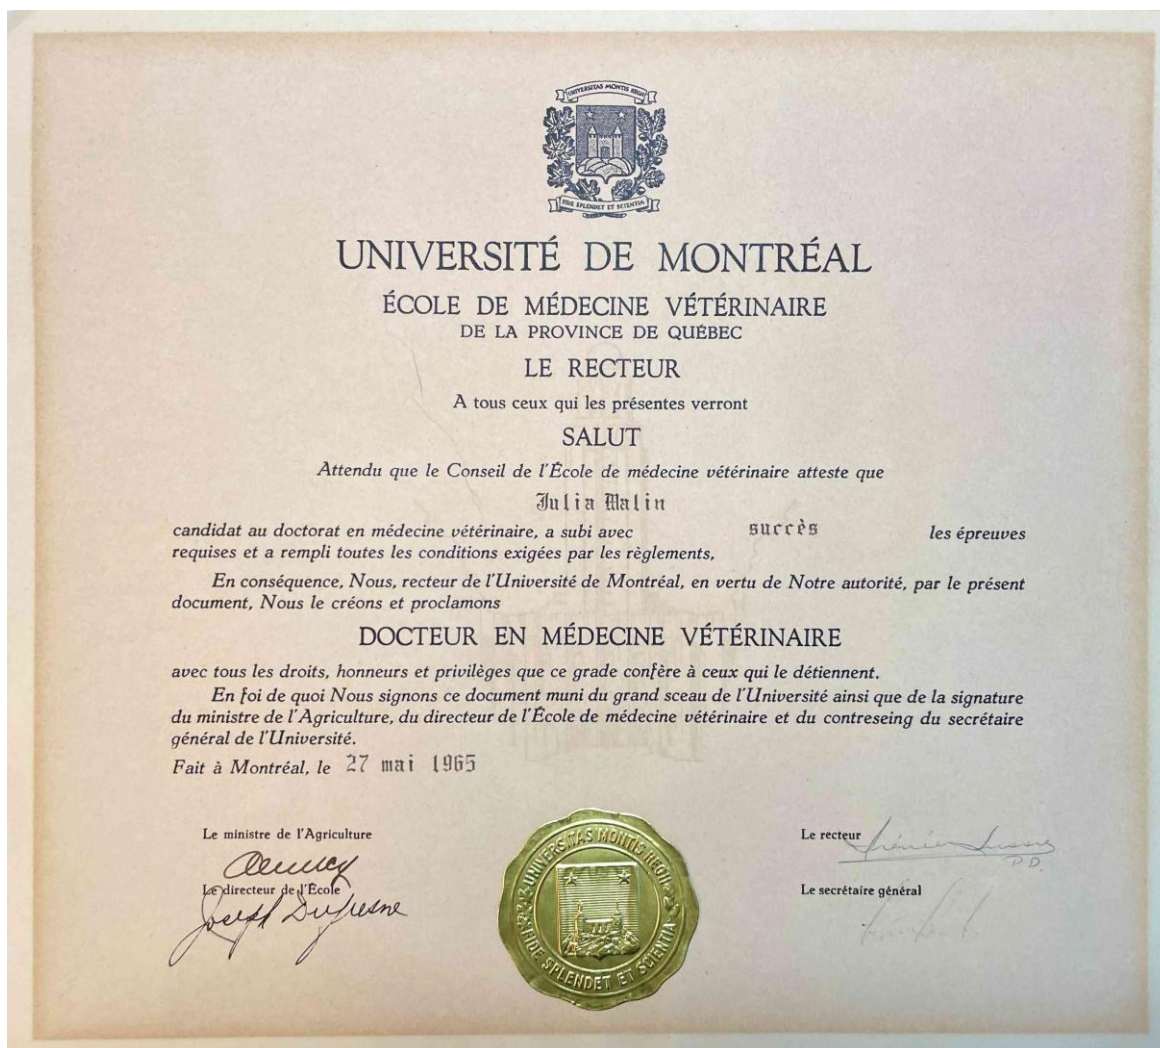 UNIVERSITAS MONTIS REGII
FIDE SPLENDET ET SCIENTIA
UNIVERSITÉ DE MONTRÉAL
ÉCOLE DE MÉDECINE VÉTÉRINAIRE
DE LA PROVINCE DE QUÉBEC
LE RECTEUR
A tous ceux qui les présentes verront
SALUT
Attendu que le Conseil de l'École de médecine vétérinaire atteste que
Julia Malin
candidat au doctorat en médecine vétérinaire, a subi avec succès les épreuves
requises et a rempli toutes les conditions exigées par les règlements,
En conséquence, Nous, recteur de l'Université de Montréal, en vertu de Notre autorité, par le présent
document, Nous le créons et proclamons
DOCTEUR EN MÉDECINE VÉTÉRINAIRE
avec tous les droits, honneurs et privilèges que ce grade confère à ceux qui le détiennent.
En foi de quoi Nous signons ce document muni du grand sceau de l'Université ainsi que de la signature
du ministre de l'Agriculture, du directeur de l'École de médecine vétérinaire et du contreseing du secrétaire
général de l'Université.
Fait à Montréal, le 27 mai 1965
Le ministre de l'Agriculture
Le directeur de l'École
Joseph Dufresne
UNIVERSITAS MONTIS REGII
FIDE SPLENDET ET SCIENTIA
Le recteur
P.D.
Le secrétaire général